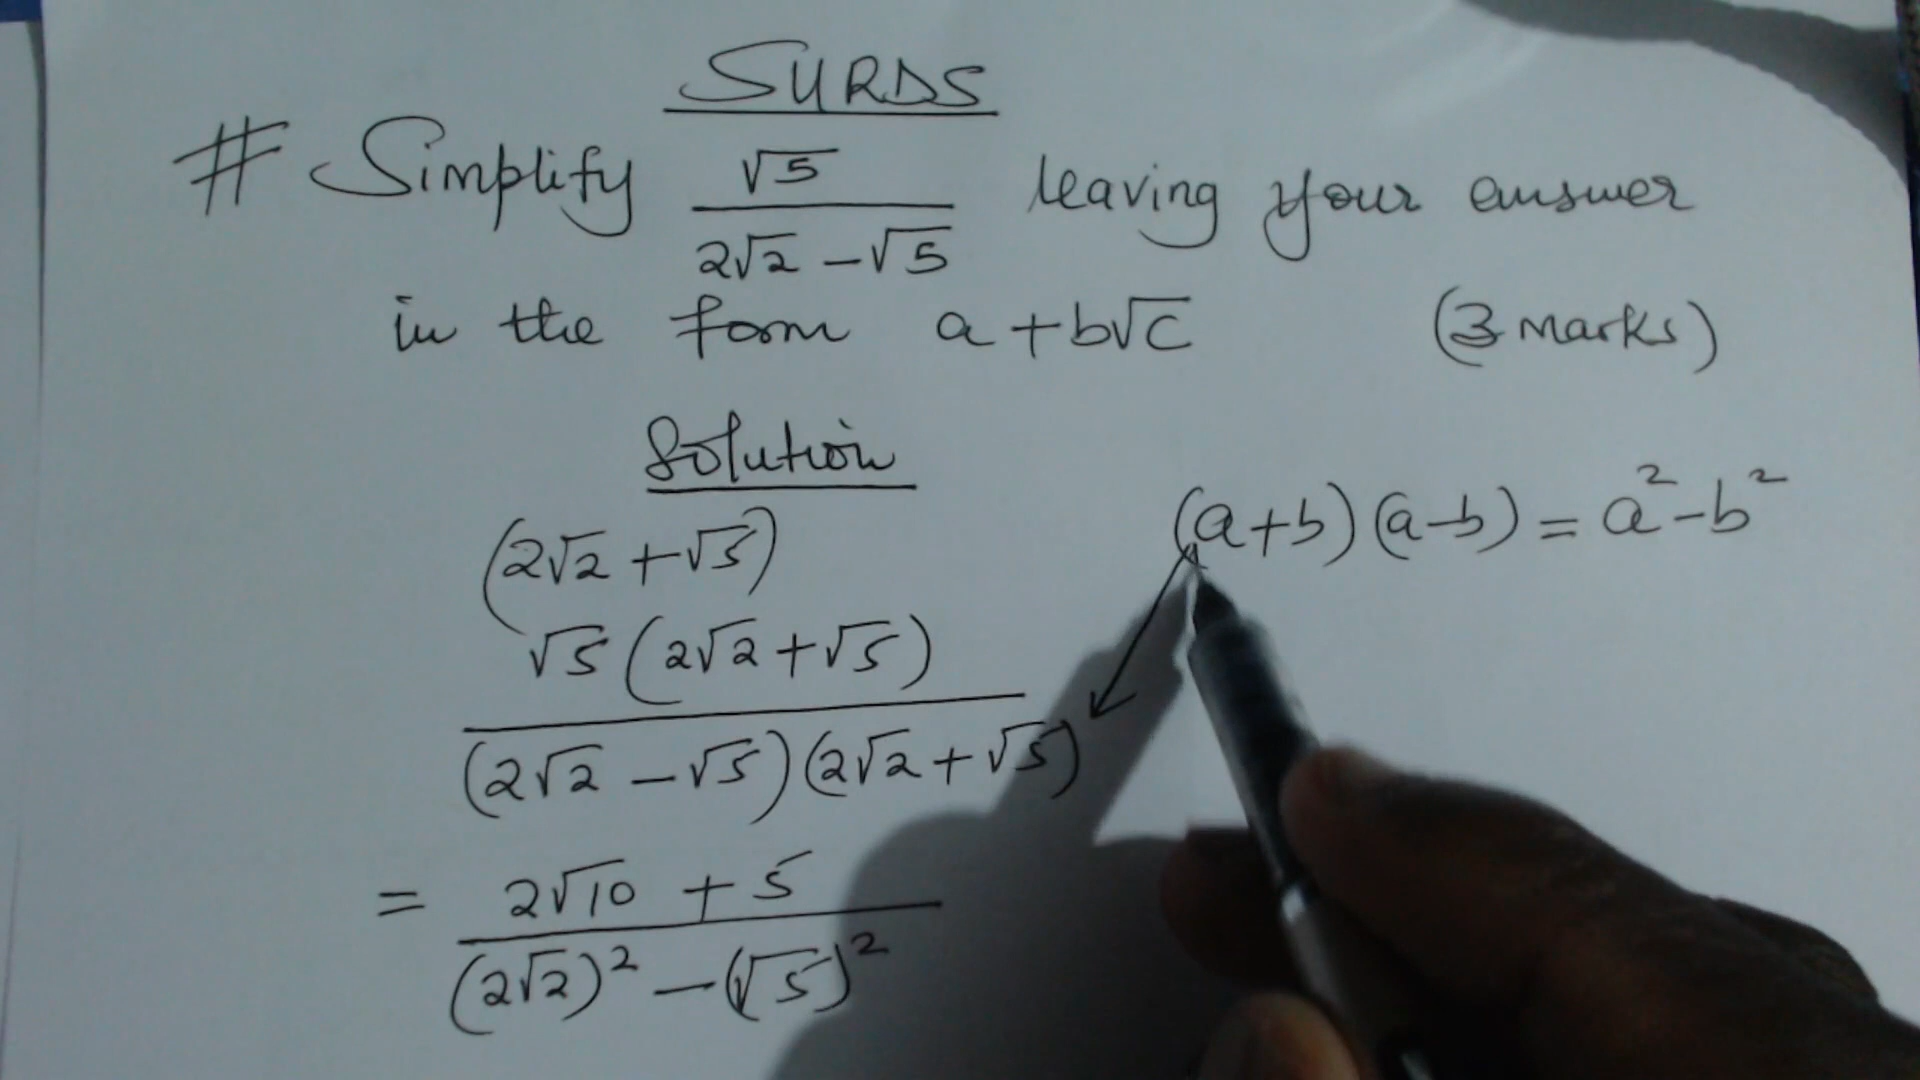 SURDS
# Simplify √5 / (2√2 − √5) leaving your answer
in the form a + b√c (3 marks)
Solution
(2√2 + √5)
(a+b)(a-b) = a² - b²
√5 (2√2 + √5)
(2√2 − √5)(2√2 + √5)
= 2√10 + 5
(2√2)² − (√5)²